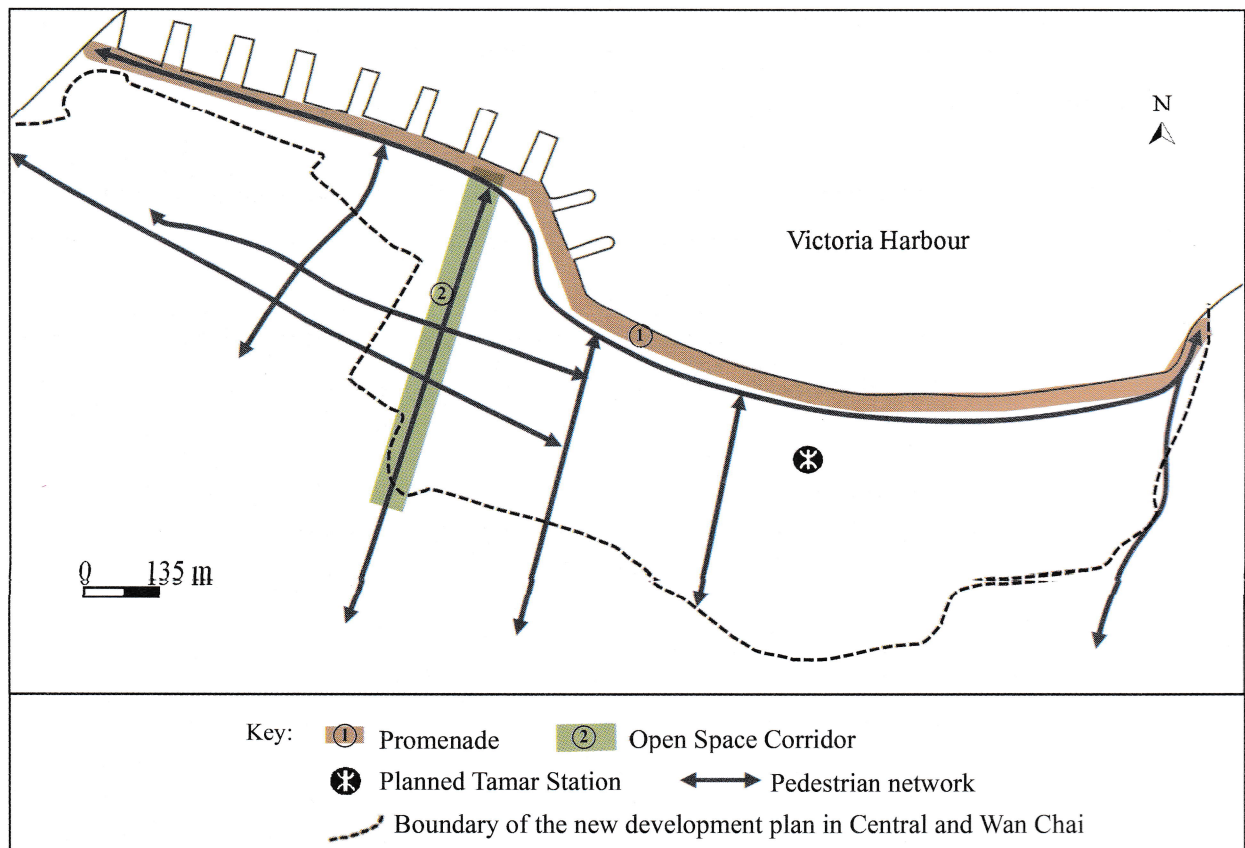 N
Victoria Harbour
2
1
0 135 m
Key: 1 Promenade 2 Open Space Corridor
Planned Tamar Station Pedestrian network
Boundary of the new development plan in Central and Wan Chai